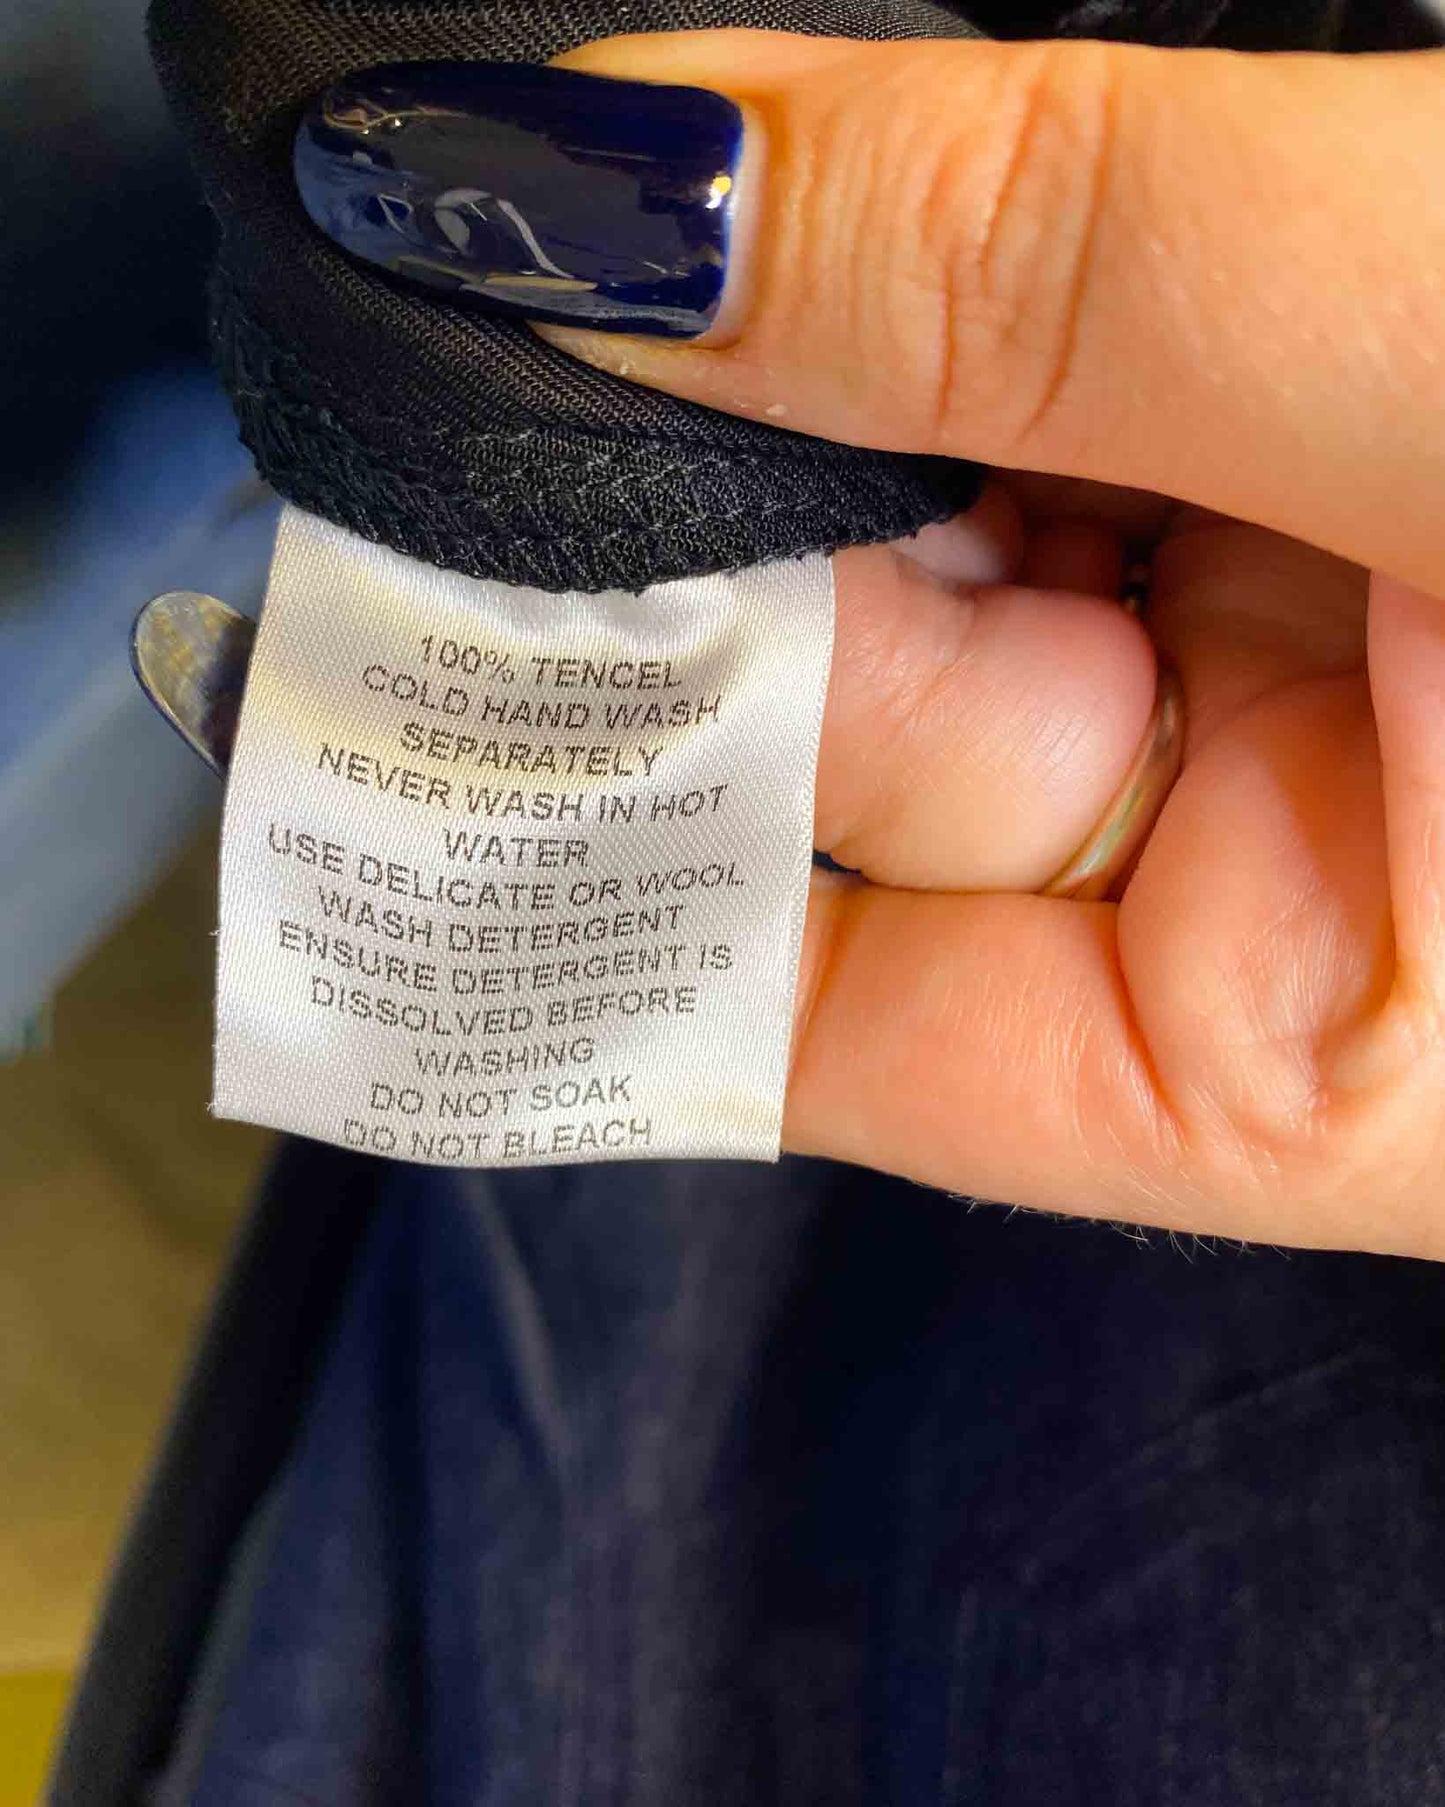 100% TENCEL
COLD HAND WASH
SEPARATELY
NEVER WASH IN HOT
WATER
USE DELICATE OR WOOL
WASH DETERGENT
ENSURE DETERGENT IS
DISSOLVED BEFORE
WASHING
DO NOT SOAK
DO NOT BLEACH